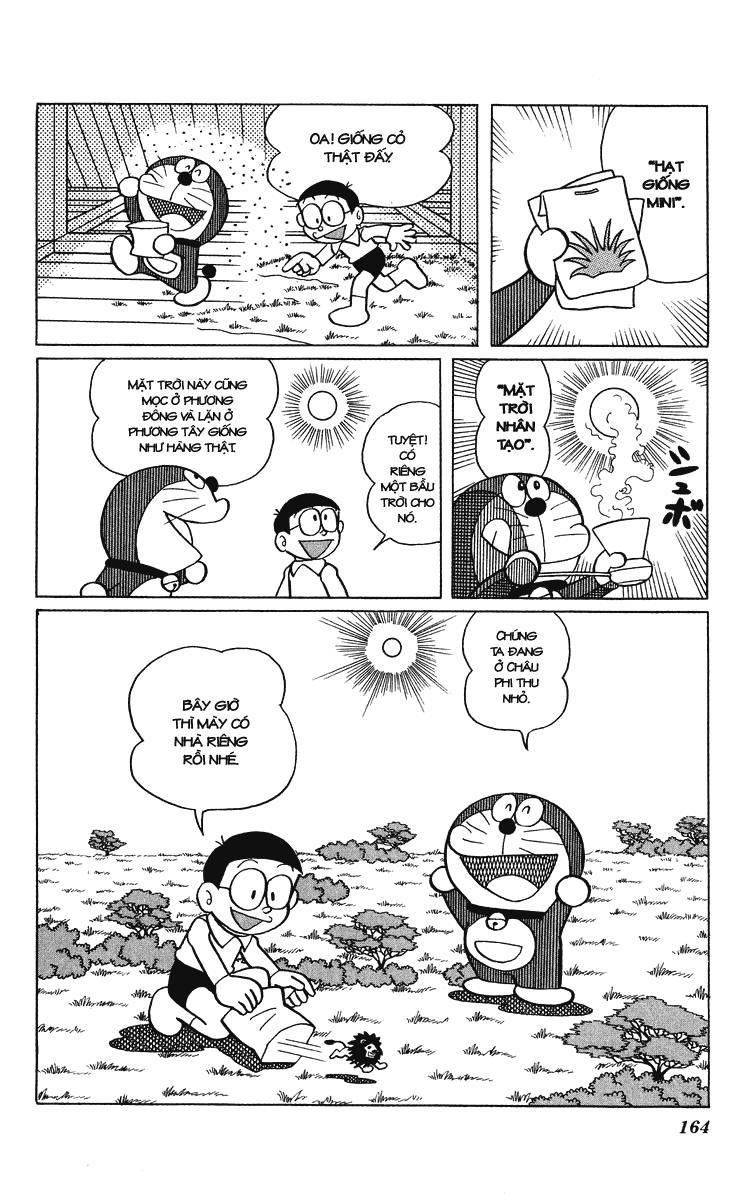 "HẠT
GIỐNG
MINI".
OA! GIỐNG CỎ
THẬT ĐẤY
"MẶT
TRỜI
NHÂN
TẠO".
ジュボ
MẶT TRỜI NÀY CŨNG
MỌC Ở PHƯƠNG
ĐÔNG VÀ LẶN Ở
PHƯƠNG TÂY GIỐNG
NHƯ HÀNG THẬT.
TUYỆT!
CÓ
RIÊNG
MỘT BẦU
TRỜI CHO
NÓ.
CHÚNG
TA ĐANG
Ở CHÂU
PHI THU
NHỎ.
BÂY GIỜ
THÌ MÀY CÓ
NHÀ RIÊNG
RỒI NHÉ.
164